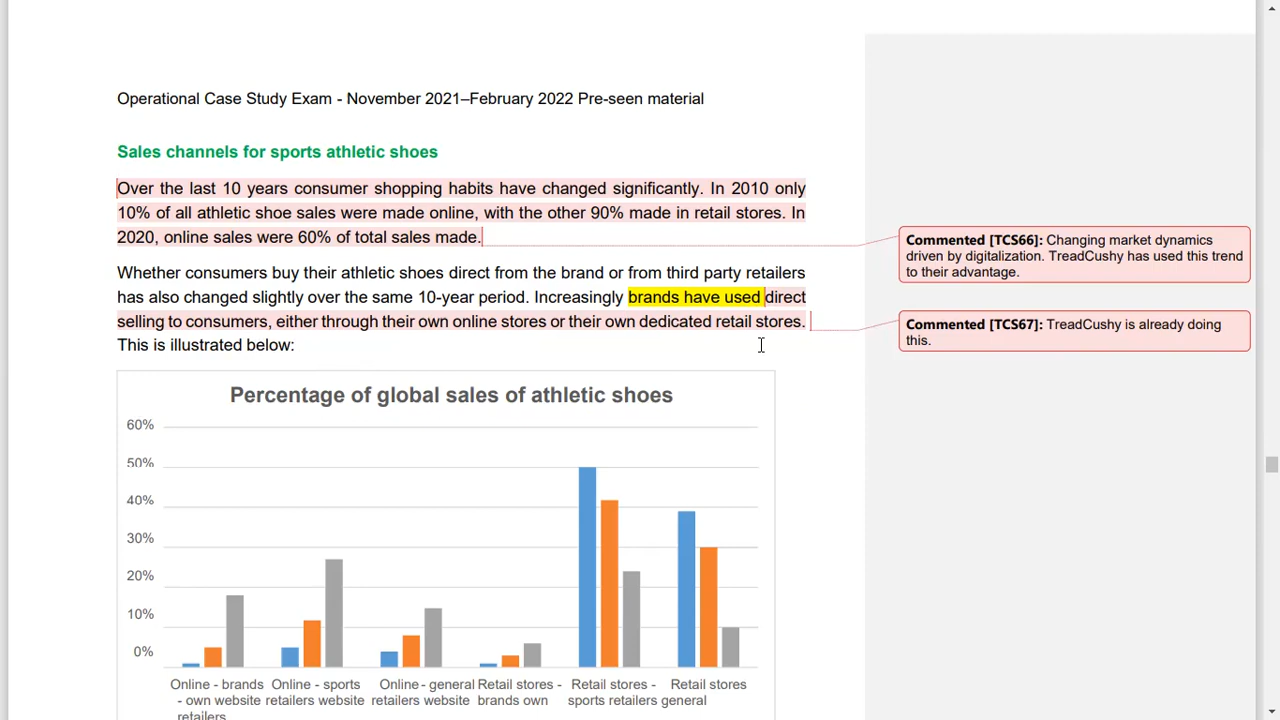 Operational Case Study Exam - November 2021–February 2022 Pre-seen material
Sales channels for sports athletic shoes
Over the last 10 years consumer shopping habits have changed significantly. In 2010 only
10% of all athletic shoe sales were made online, with the other 90% made in retail stores. In
2020, online sales were 60% of total sales made.
Commented [TCS66]: Changing market dynamics
driven by digitalization. TreadCushy has used this trend
to their advantage.
Whether consumers buy their athletic shoes direct from the brand or from third party retailers
has also changed slightly over the same 10-year period. Increasingly brands have used direct
selling to consumers, either through their own online stores or their own dedicated retail stores.
This is illustrated below:
Commented [TCS67]: TreadCushy is already doing
this.
Percentage of global sales of athletic shoes
60%
50%
40%
30%
20%
10%
0%
Online - brands
- own website
retailers
Online - sports
retailers website
Online - general
retailers website
Retail stores -
brands own
Retail stores -
sports retailers
Retail stores
general